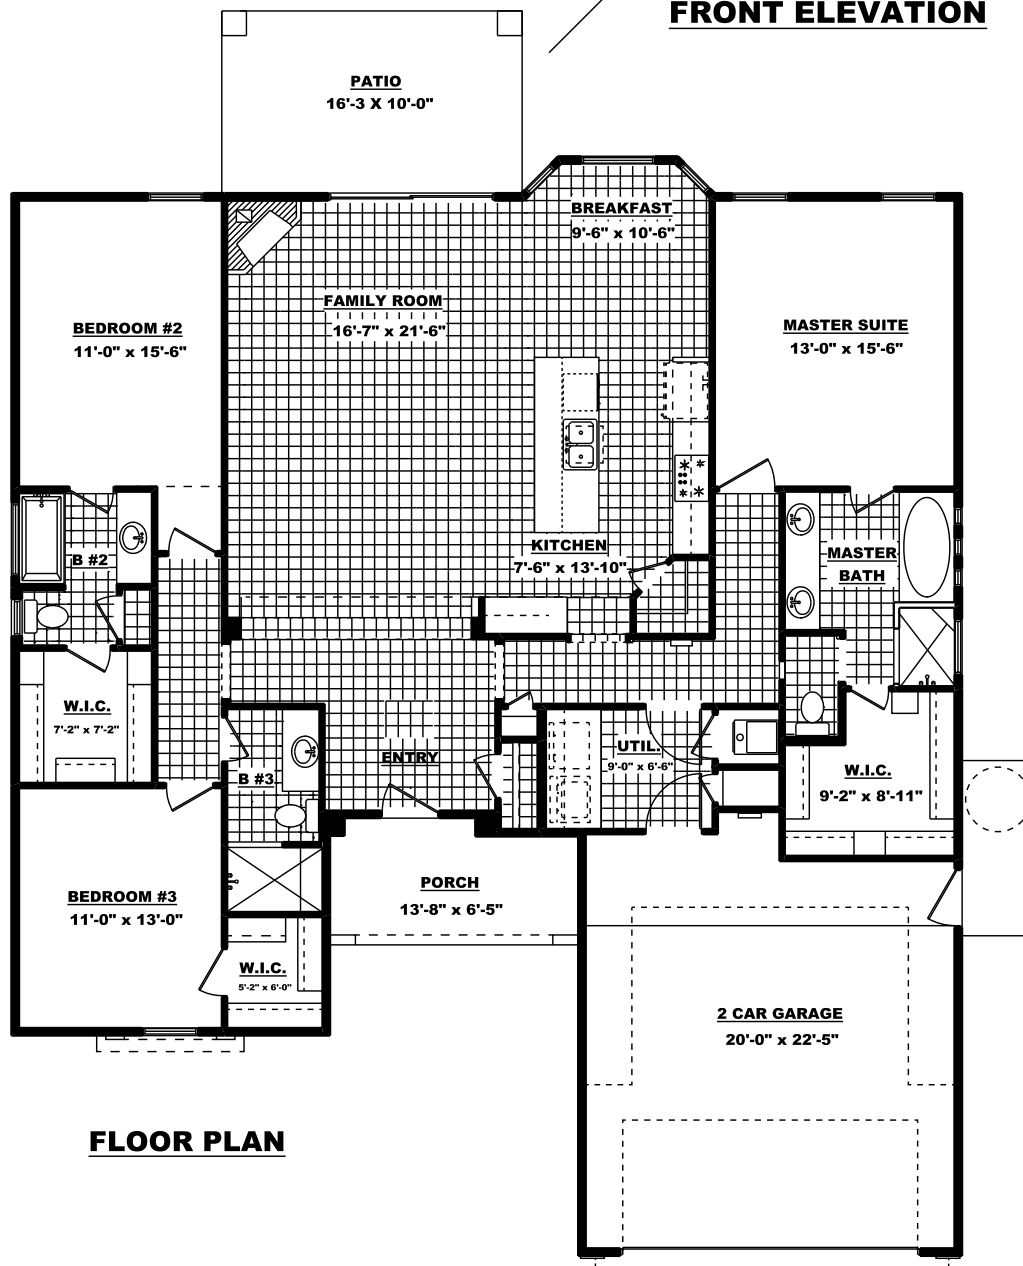 FRONT ELEVATION
PATIO
16'-3 X 10'-0"
BREAKFAST
9'-6" x 10'-6"
FAMILY ROOM
16'-7" x 21'-6"
BEDROOM #2
11'-0" x 15'-6"
MASTER SUITE
13'-0" x 15'-6"
KITCHEN
7'-6" x 13'-10"
B #2
MASTER
BATH
W.I.C.
7'-2" x 7'-2"
ENTRY
UTIL.
9'-0" x 6'-6"
B #3
W.I.C.
9'-2" x 8'-11"
BEDROOM #3
11'-0" x 13'-0"
PORCH
13'-8" x 6'-5"
W.I.C.
5'-2" x 6'-0"
2 CAR GARAGE
20'-0" x 22'-5"
FLOOR PLAN